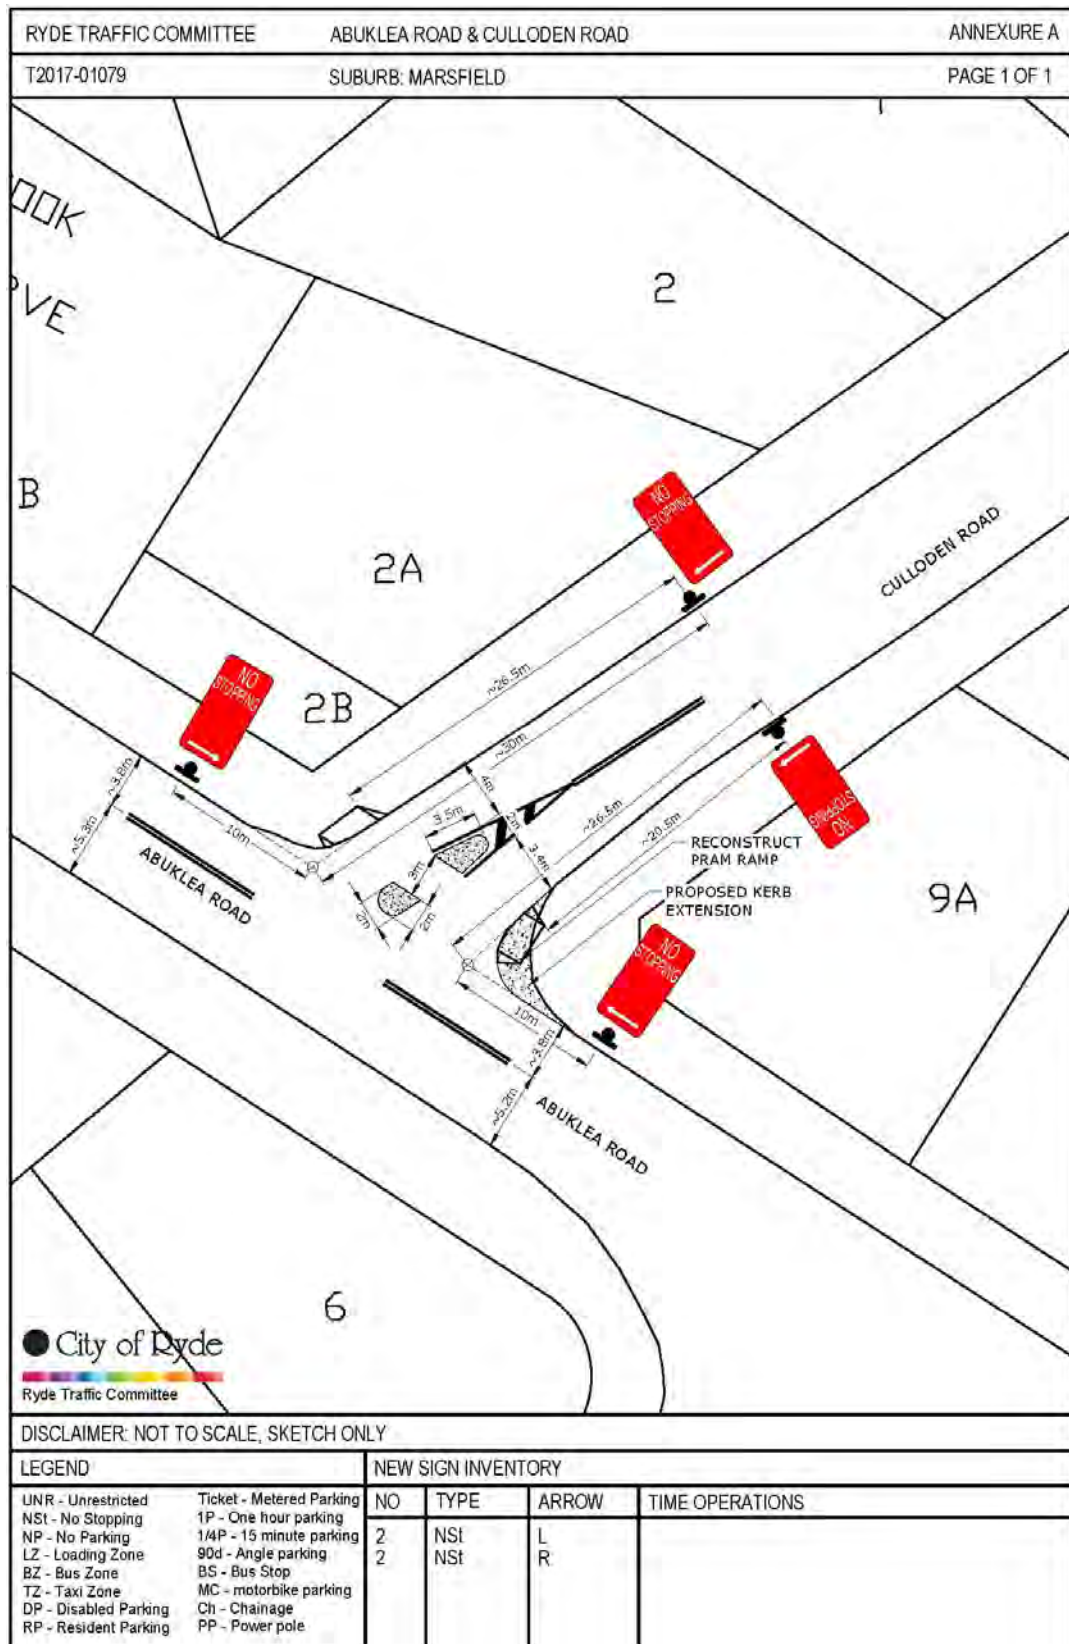 RYDE TRAFFIC COMMITTEE ABUKLEA ROAD & CULLODEN ROAD ANNEXURE A
T2017-01079 SUBURB: MARSFIELD PAGE 1 OF 1
OOK
RVE
2
B
2A
NO
STOPPING
CULLODEN ROAD
~26.5m
NO
STOPPING
2B
~30m
~3.8m
4m
~26.5m
NO
STOPPING
~5.3m
10m
3.5m
2m
~20.5m
ABUKLEA ROAD
3m
3.4m
RECONSTRUCT
PRAM RAMP
2m
2m
PROPOSED KERB
EXTENSION
9A
NO
STOPPING
10m
~3.8m
~5.2m
ABUKLEA ROAD
6
City of Ryde
Ryde Traffic Committee
DISCLAIMER: NOT TO SCALE, SKETCH ONLY
LEGEND
UNR - Unrestricted
NSt - No Stopping
NP - No Parking
LZ - Loading Zone
BZ - Bus Zone
TZ - Taxi Zone
DP - Disabled Parking
RP - Resident Parking
Ticket - Metered Parking
1P - One hour parking
1/4P - 15 minute parking
90d - Angle parking
BS - Bus Stop
MC - motorbike parking
Ch - Chainage
PP - Power pole
NEW SIGN INVENTORY
NO TYPE ARROW TIME OPERATIONS
2 NSt L
2 NSt R